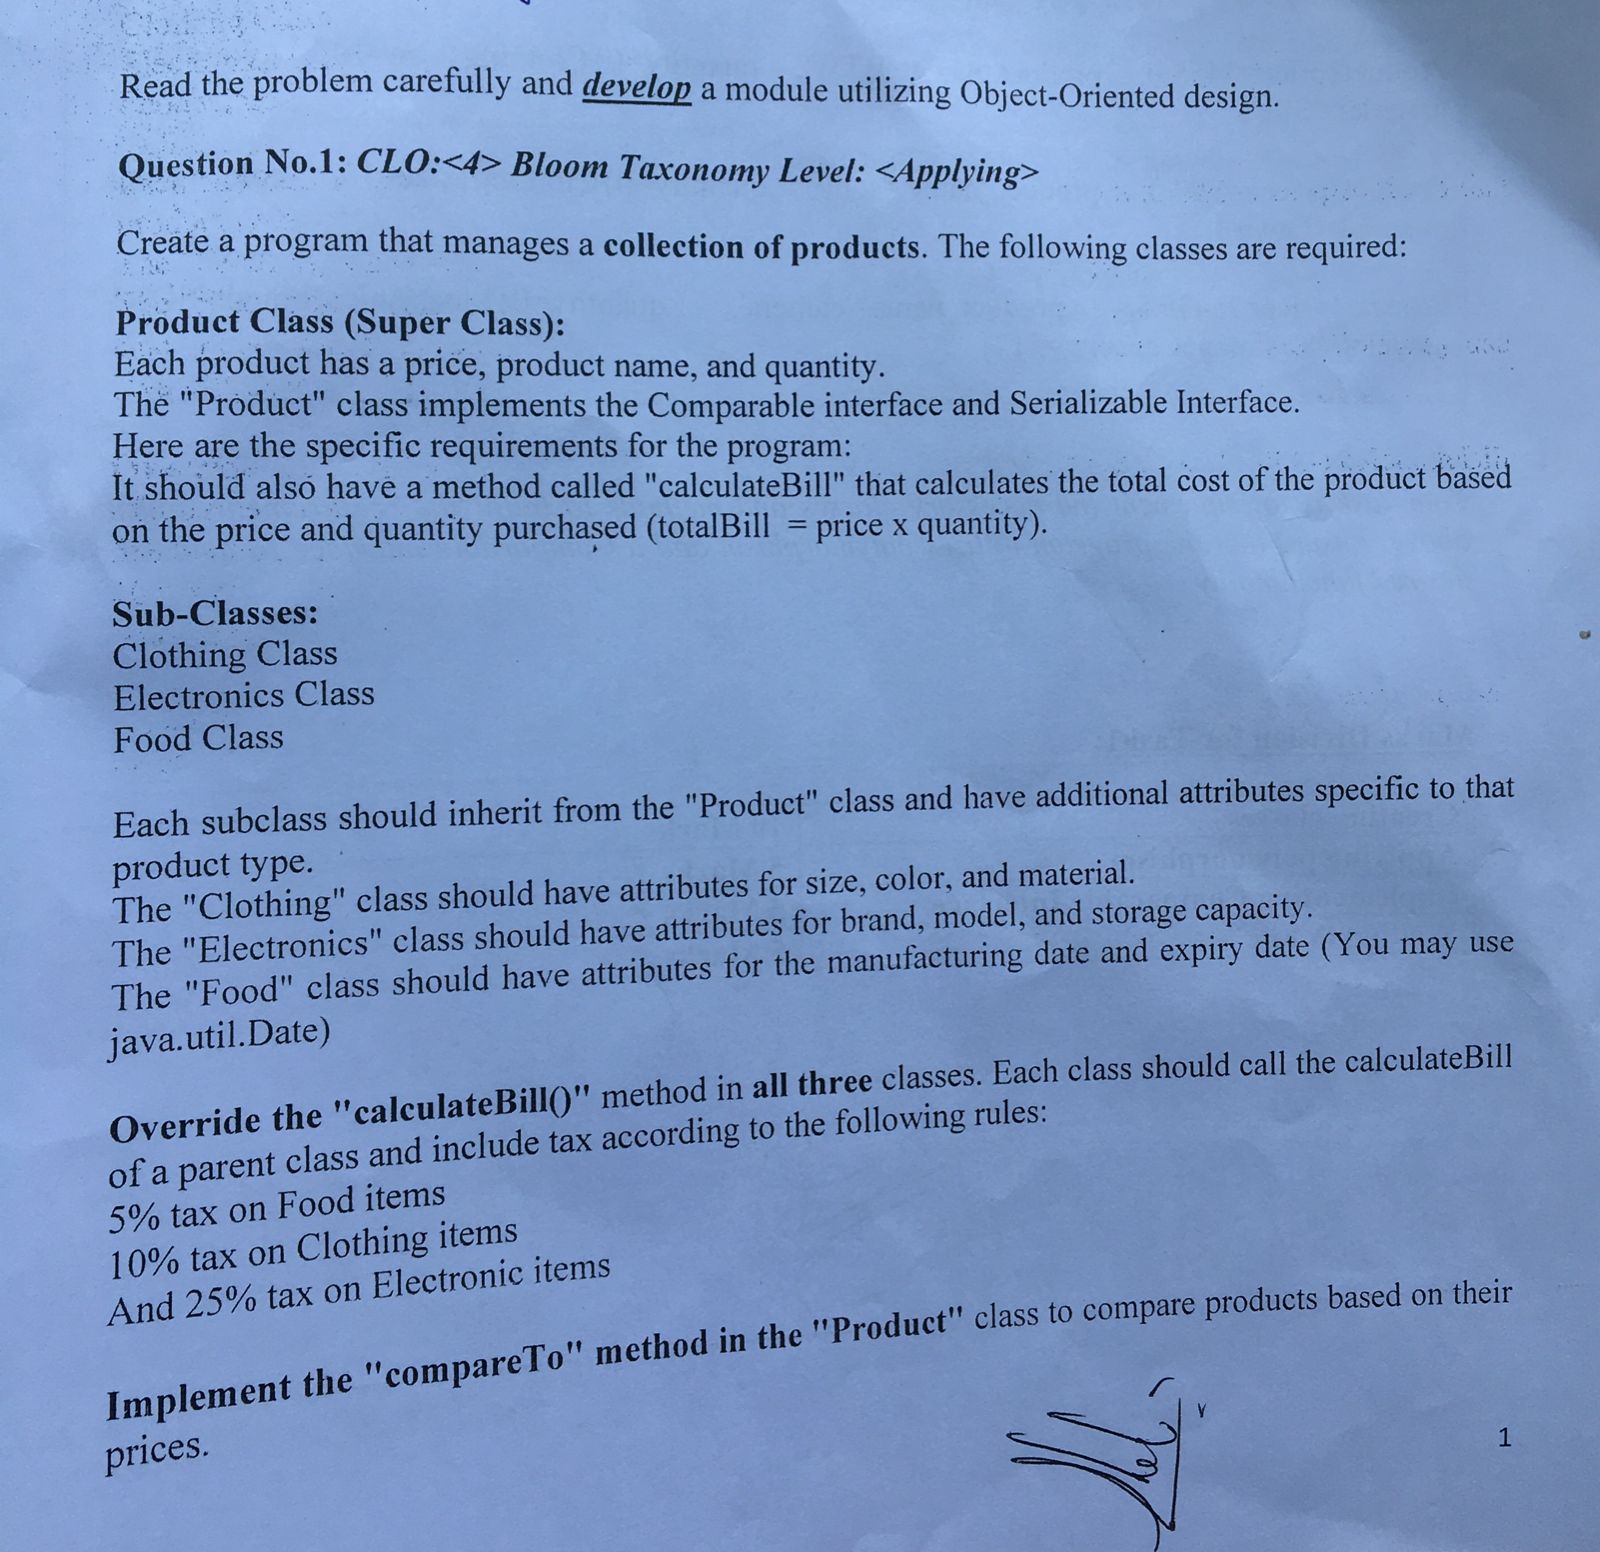 Read the problem carefully and develop a module utilizing Object-Oriented design.
Question No.1: CLO:<4> Bloom Taxonomy Level: <Applying>
Create a program that manages a collection of products. The following classes are required:
Product Class (Super Class):
Each product has a price, product name, and quantity.
The "Product" class implements the Comparable interface and Serializable Interface.
Here are the specific requirements for the program:
It should also have a method called "calculateBill" that calculates the total cost of the product based
on the price and quantity purchased (totalBill = price x quantity).
Sub-Classes:
Clothing Class
Electronics Class
Food Class
Each subclass should inherit from the "Product" class and have additional attributes specific to that
product type.
The "Clothing" class should have attributes for size, color, and material.
The "Electronics" class should have attributes for brand, model, and storage capacity.
The "Food" class should have attributes for the manufacturing date and expiry date (You may use
java.util.Date)
Override the "calculateBill()" method in all three classes. Each class should call the calculateBill
of a parent class and include tax according to the following rules:
5% tax on Food items
10% tax on Clothing items
And 25% tax on Electronic items
Implement the "compareTo" method in the "Product" class to compare products based on their
prices.
1